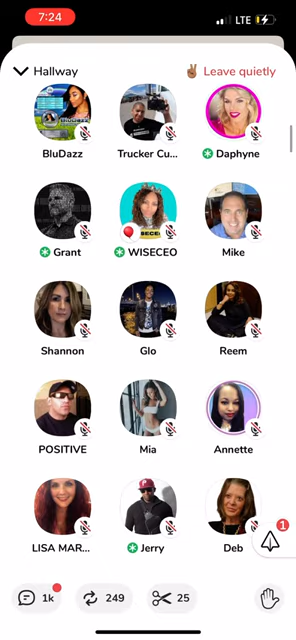 7:24
LTE
Hallway
✌🏽 Leave quietly
BluDazz
BluDazz
Trucker Cu...
Daphyne
Grant
WISECEO
Mike
Shannon
Glo
Reem
POSITIVE
Mia
Annette
LISA MAR...
Jerry
Deb
1
1k
249
25